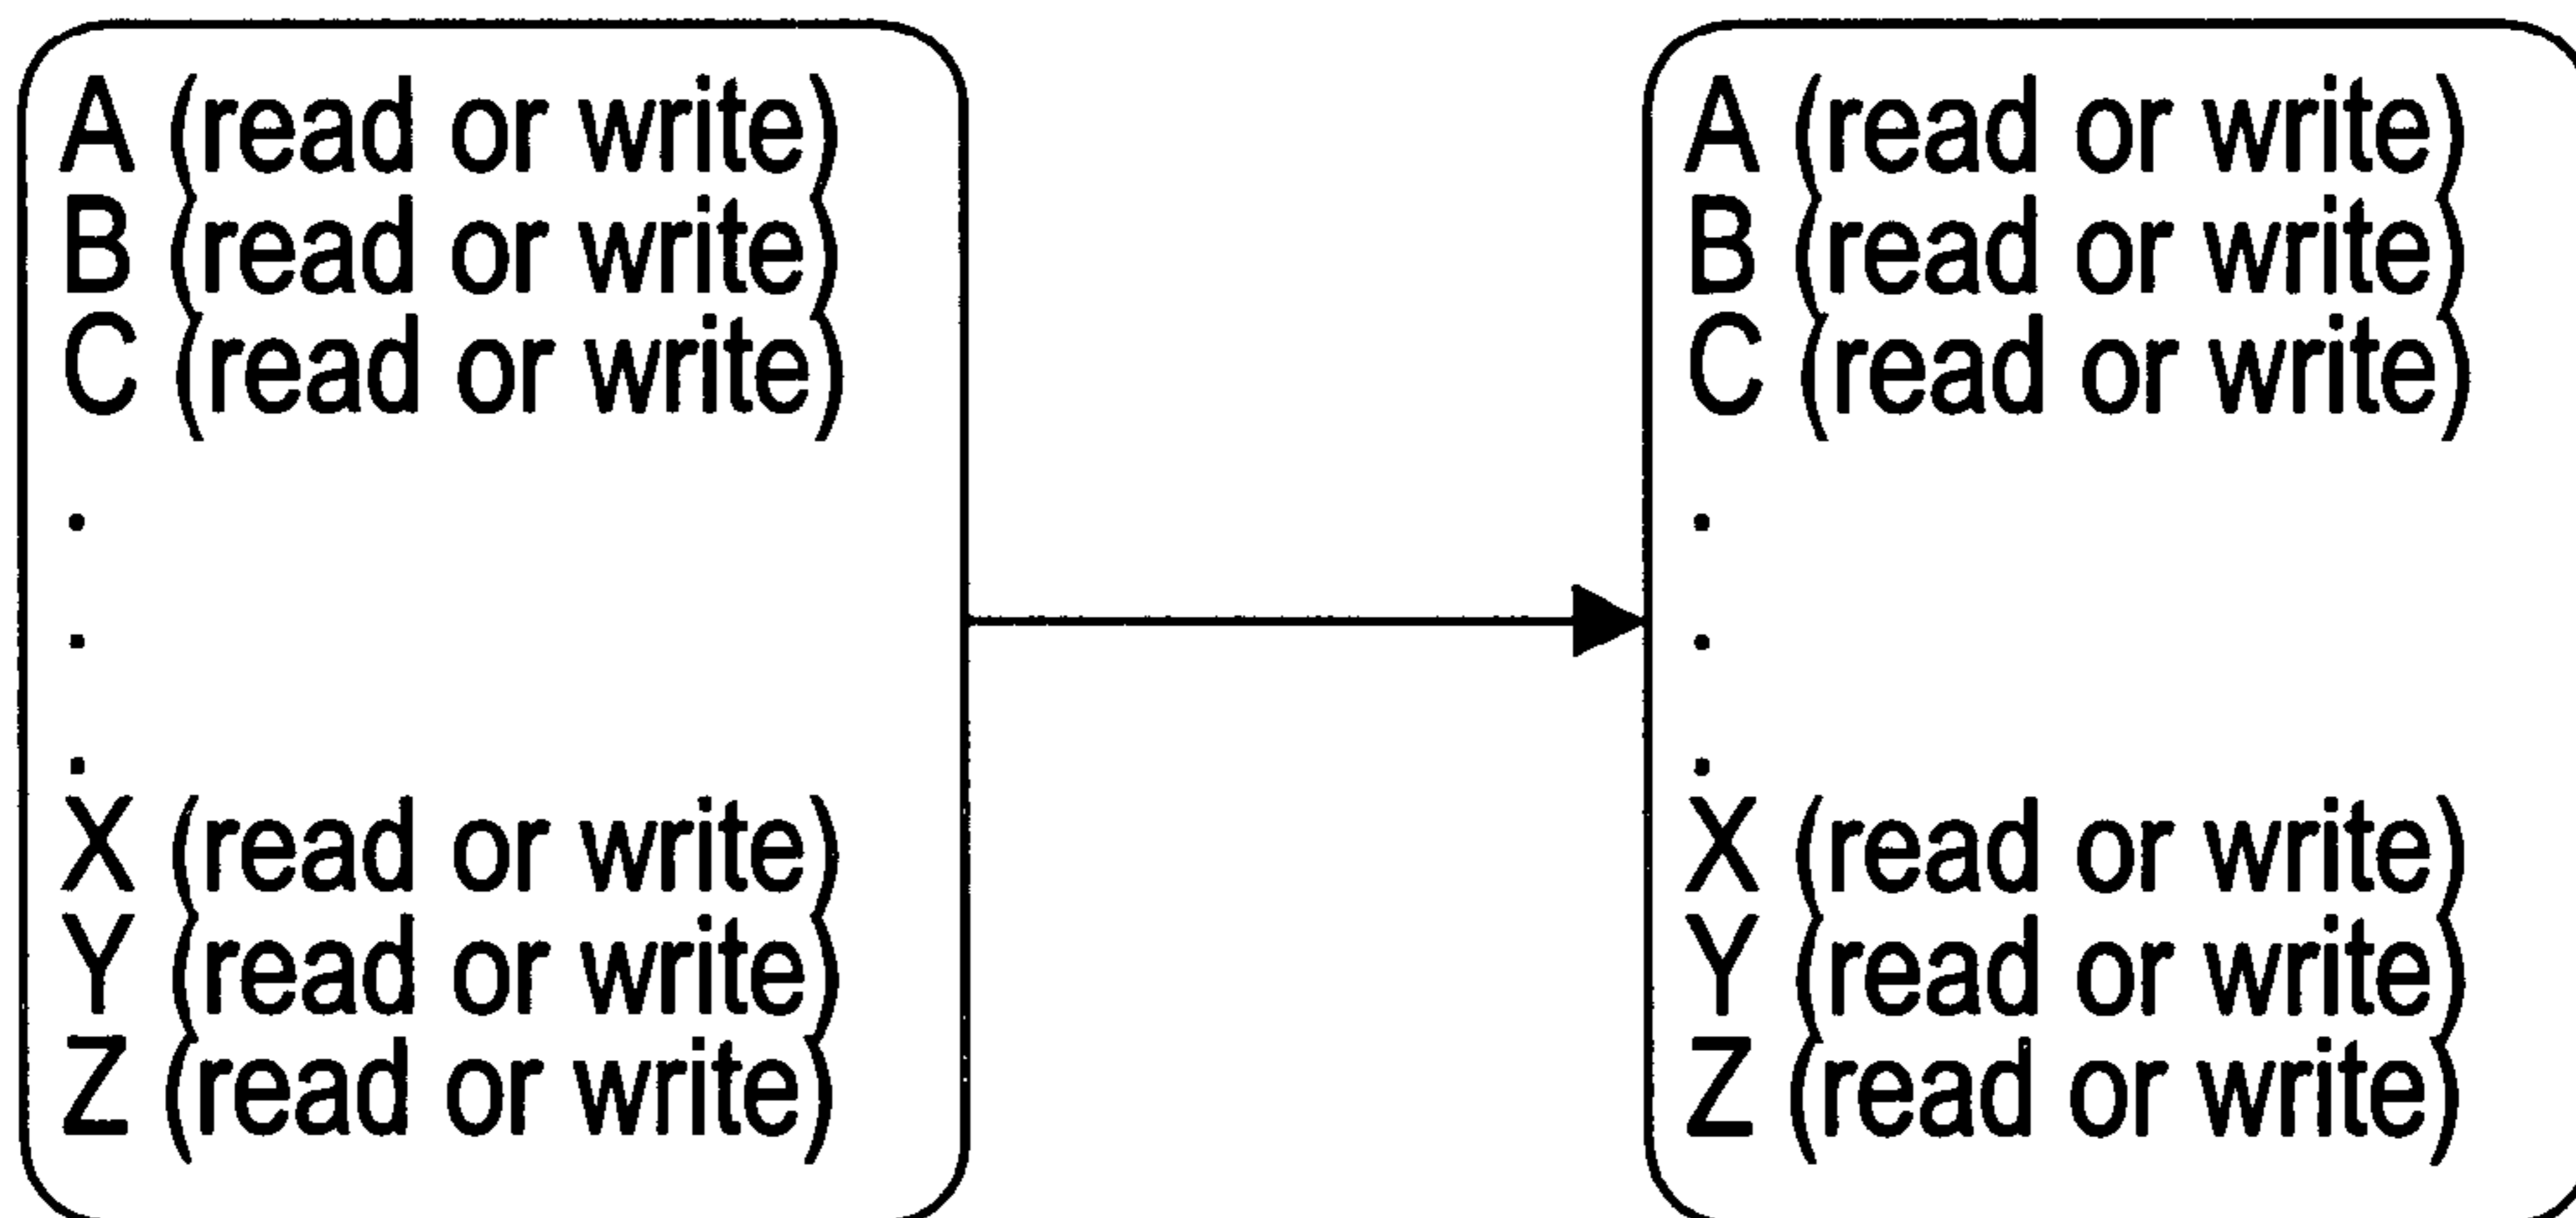 A (read or write)
B (read or write)
C (read or write)
.
.
.
X (read or write)
Y (read or write)
Z (read or write)
A (read or write)
B (read or write)
C (read or write)
.
.
.
X (read or write)
Y (read or write)
Z (read or write)